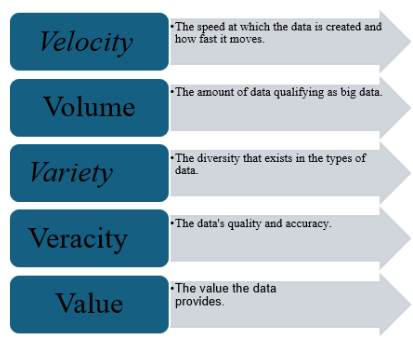 Velocity
•The speed at which the data is created and
how fast it moves.
Volume
•The amount of data qualifying as big data.
Variety
•The diversity that exists in the types of
data.
Veracity
•The data's quality and accuracy.
Value
•The value the data
provides.